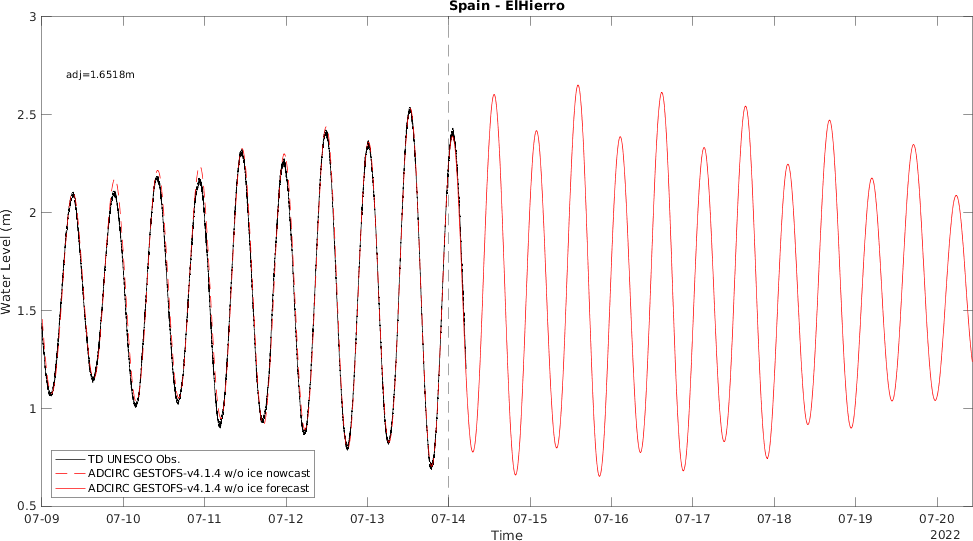 Spain - ElHierro
3
adj=1.6518m
2.5
2
Water Level (m)
1.5
1
TD UNESCO Obs.
ADCIRC GESTOFS-v4.1.4 w/o ice nowcast
ADCIRC GESTOFS-v4.1.4 w/o ice forecast
0.5
07-09 07-10 07-11 07-12 07-13 07-14 07-15 07-16 07-17 07-18 07-19 07-20
Time
2022